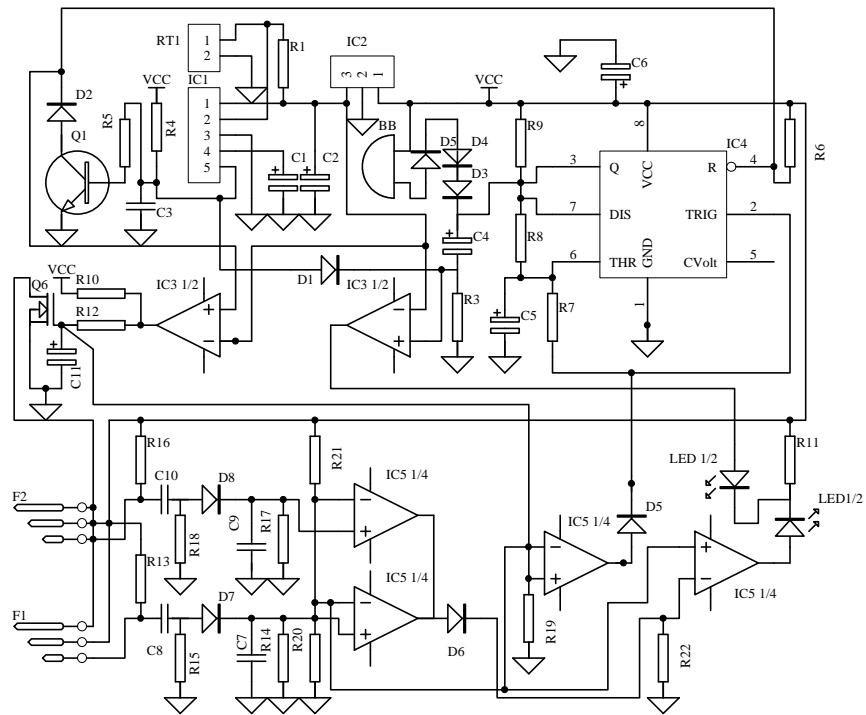 RT1
1
2
R1
IC2
3
2
1
C6
IC1
VCC
VCC
D2
R5
R4
1
2
3
4
5
BB
D5
D4
D3
R9
8
IC4
R6
Q1
C3
C1
C2
3
Q
VCC
R
4
7
DIS
TRIG
2
C4
R8
6
THR
GND
CVolt
5
1
D1
IC3 1/2
IC3 1/2
VCC
Q6
R10
R12
R3
C5
R7
C11
R16
R21
R11
C10
D8
IC5 1/4
LED 1/2
LED1/2
F2
R18
C9
R17
IC5 1/4
D5
R13
IC5 1/4
F1
D7
IC5 1/4
C8
R15
C7
R14
R20
D6
R19
R22